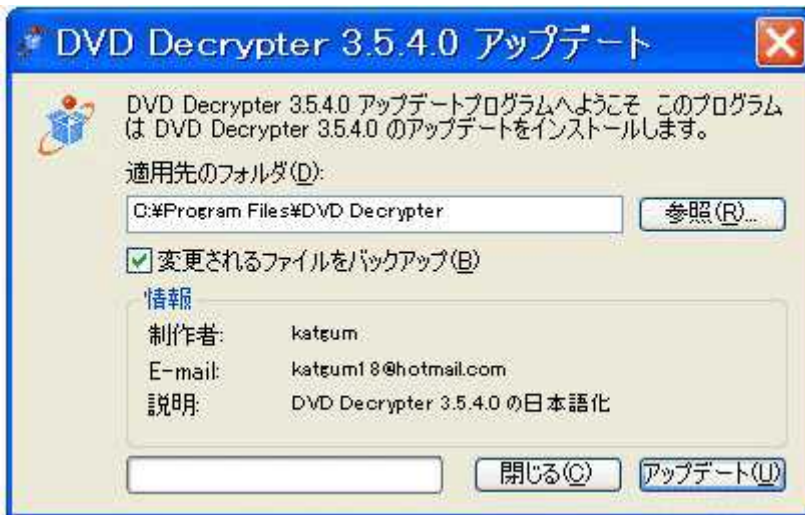 DVD Decrypter 3.5.4.0 アップデート
DVD Decrypter 3.5.4.0 アップデートプログラムへようこそ このプログラム
は DVD Decrypter 3.5.4.0 のアップデートをインストールします。
適用先のフォルダ(D):
C:¥Program Files¥DVD Decrypter
参照(R)...
変更されるファイルをバックアップ(B)
情報
制作者: katgum
E-mail: katgum18@hotmail.com
説明: DVD Decrypter 3.5.4.0 の日本語化
閉じる(C) アップデート(U)